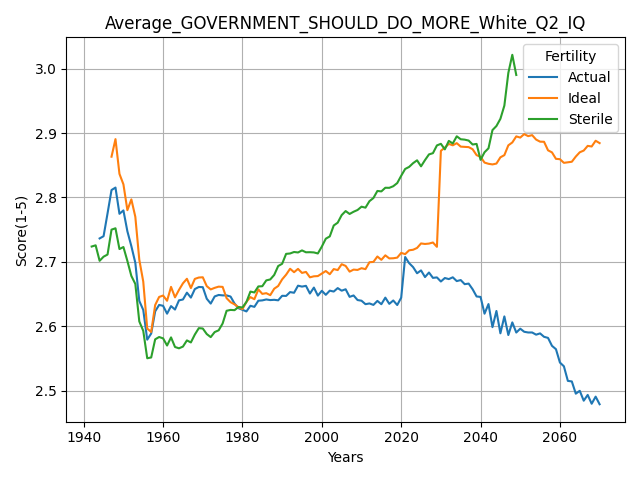 Average_GOVERNMENT_SHOULD_DO_MORE_White_Q2_IQ
Fertility
Actual
Ideal
Sterile
Score(1-5)
3.0
2.9
2.8
2.7
2.6
2.5
1940 1960 1980 2000 2020 2040 2060
Years